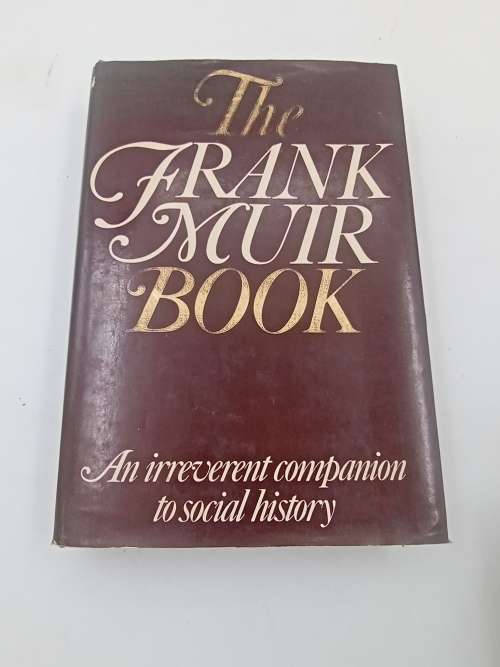 The
FRANK
MUIR
BOOK
An irreverent companion
to social history